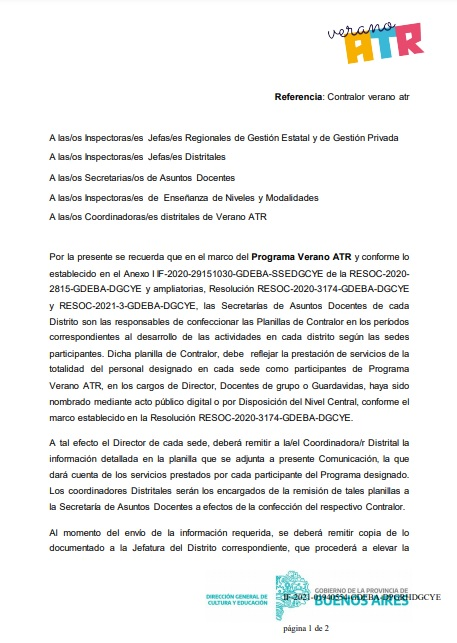 verano
ATR
Referencia: Contralor verano atr
A las/os Inspectoras/es Jefas/es Regionales de Gestión Estatal y de Gestión Privada
A las/os Inspectoras/es Jefas/es Distritales
A las/os Secretarias/os de Asuntos Docentes
A las/os Inspectoras/es de Enseñanza de Niveles y Modalidades
A las/os Coordinadoras/es distritales de Verano ATR
Por la presente se recuerda que en el marco del Programa Verano ATR y conforme lo
establecido en el Anexo I IF-2020-29151030-GDEBA-SSEDGCYE de la RESOC-2020-
2815-GDEBA-DGCYE y ampliatorias, Resolución RESOC-2020-3174-GDEBA-DGCYE
y RESOC-2021-3-GDEBA-DGCYE, las Secretarías de Asuntos Docentes de cada
Distrito son las responsables de confeccionar las Planillas de Contralor en los períodos
correspondientes al desarrollo de las actividades en cada distrito según las sedes
participantes. Dicha planilla de Contralor, debe reflejar la prestación de servicios de la
totalidad del personal designado en cada sede como participantes de Programa
Verano ATR, en los cargos de Director, Docentes de grupo o Guardavidas, haya sido
nombrado mediante acto público digital o por Disposición del Nivel Central, conforme el
marco establecido en la Resolución RESOC-2020-3174-GDEBA-DGCYE.
A tal efecto el Director de cada sede, deberá remitir a la/el Coordinadora/r Distrital la
información detallada en la planilla que se adjunta a presente Comunicación, la que
dará cuenta de los servicios prestados por cada participante del Programa designado.
Los coordinadores Distritales serán los encargados de la remisión de tales planillas a
la Secretaría de Asuntos Docentes a efectos de la confección del respectivo Contralor.
Al momento del envío de la información requerida, se deberá remitir copia de lo
documentado a la Jefatura del Distrito correspondiente, que procederá a elevar la
DIRECCIÓN GENERAL DE
CULTURA Y EDUCACIÓN
GOBIERNO DE LA PROVINCIA DE
BUENOS AIRES
IF-2021-01940554-GDEBA-DPGRHDGCYE
página 1 de 2